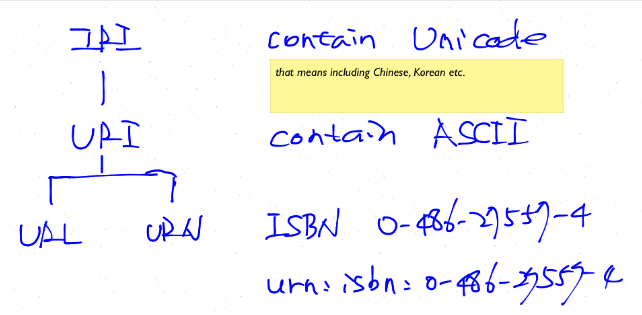 IRI contain Unicode
that means including Chinese, Korean etc.
URI contain ASCII
URL URN ISBN 0-486-27557-4
urn:isbn:0-486-27557-4